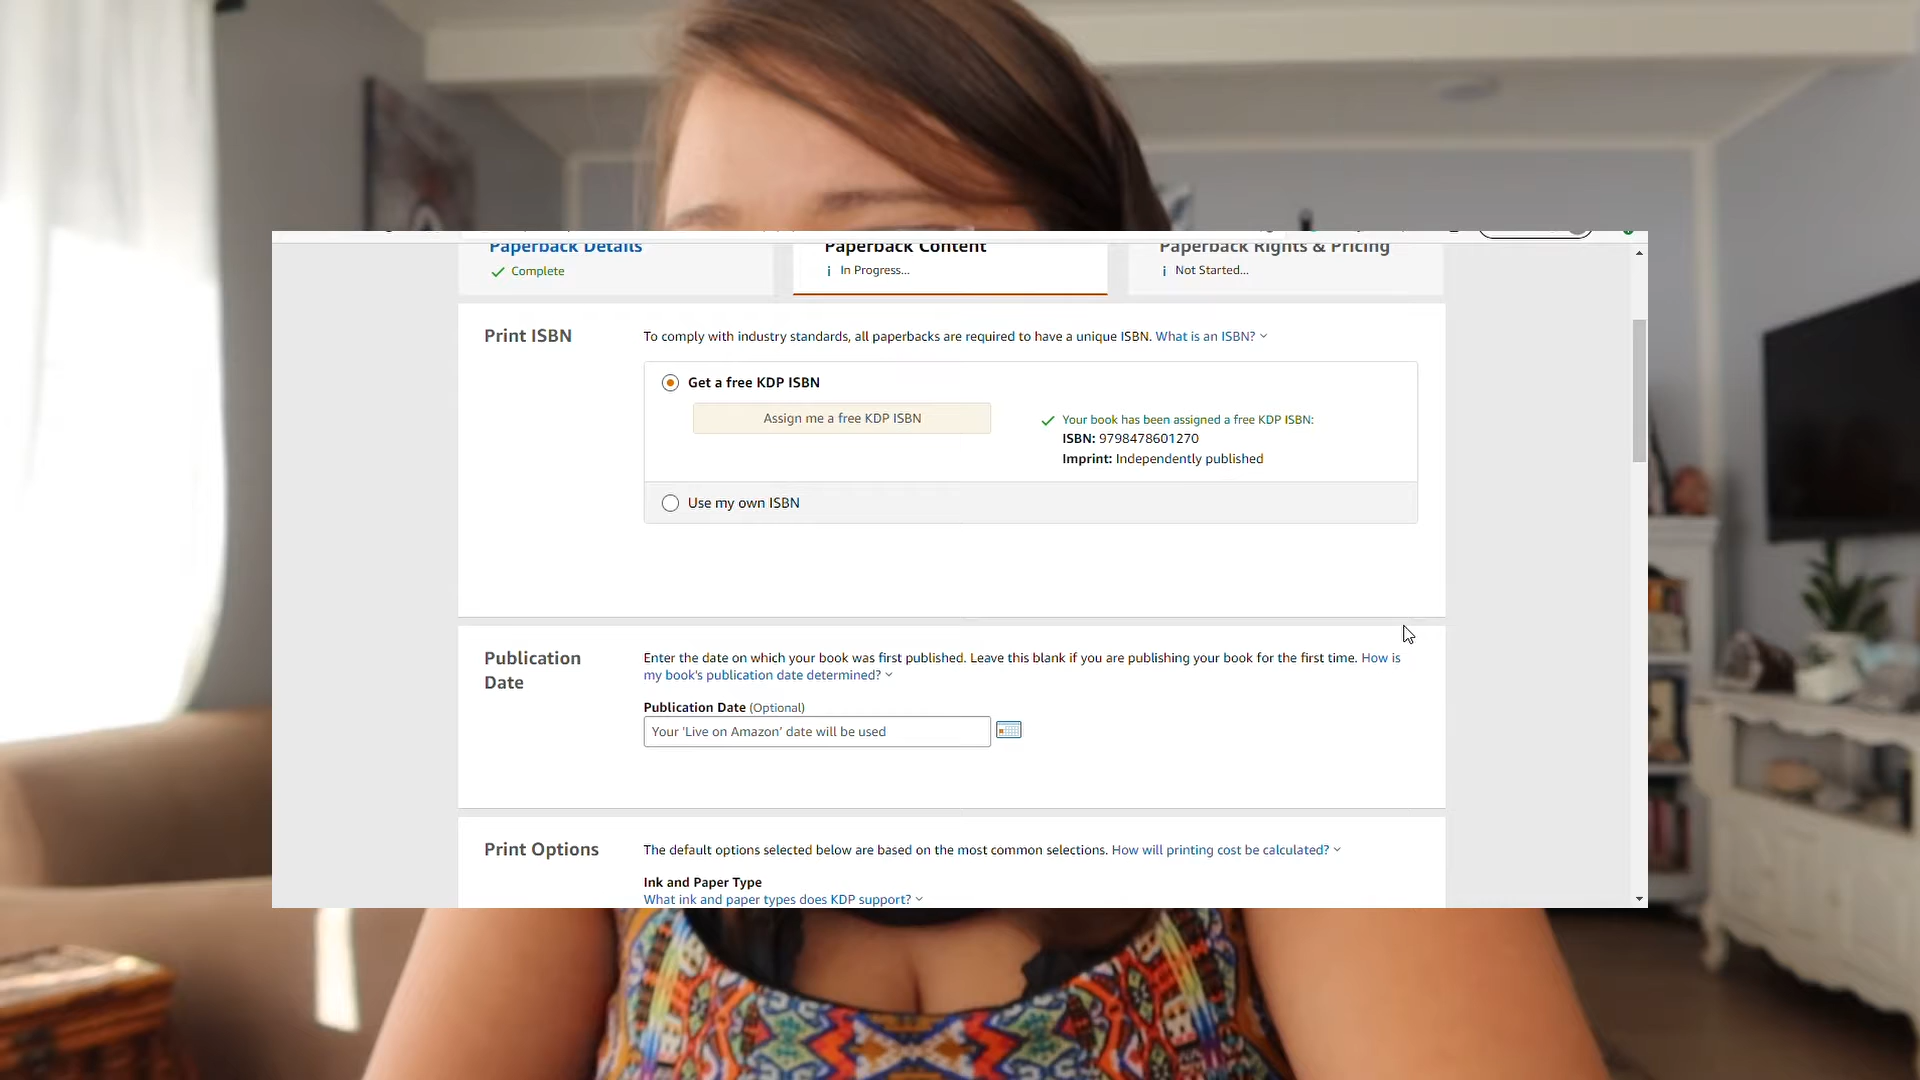 Paperback Details
Complete
Paperback Content
In Progress...
Paperback Rights & Pricing
Not Started...
Print ISBN
To comply with industry standards, all paperbacks are required to have a unique ISBN. What is an ISBN?
Get a free KDP ISBN
Assign me a free KDP ISBN
Your book has been assigned a free KDP ISBN:
ISBN: 9798478601270
Imprint: Independently published
Use my own ISBN
Publication
Date
Enter the date on which your book was first published. Leave this blank if you are publishing your book for the first time. How is
my book's publication date determined?
Publication Date (Optional)
Your 'Live on Amazon' date will be used
Print Options
The default options selected below are based on the most common selections. How will printing cost be calculated?
Ink and Paper Type
What ink and paper types does KDP support?